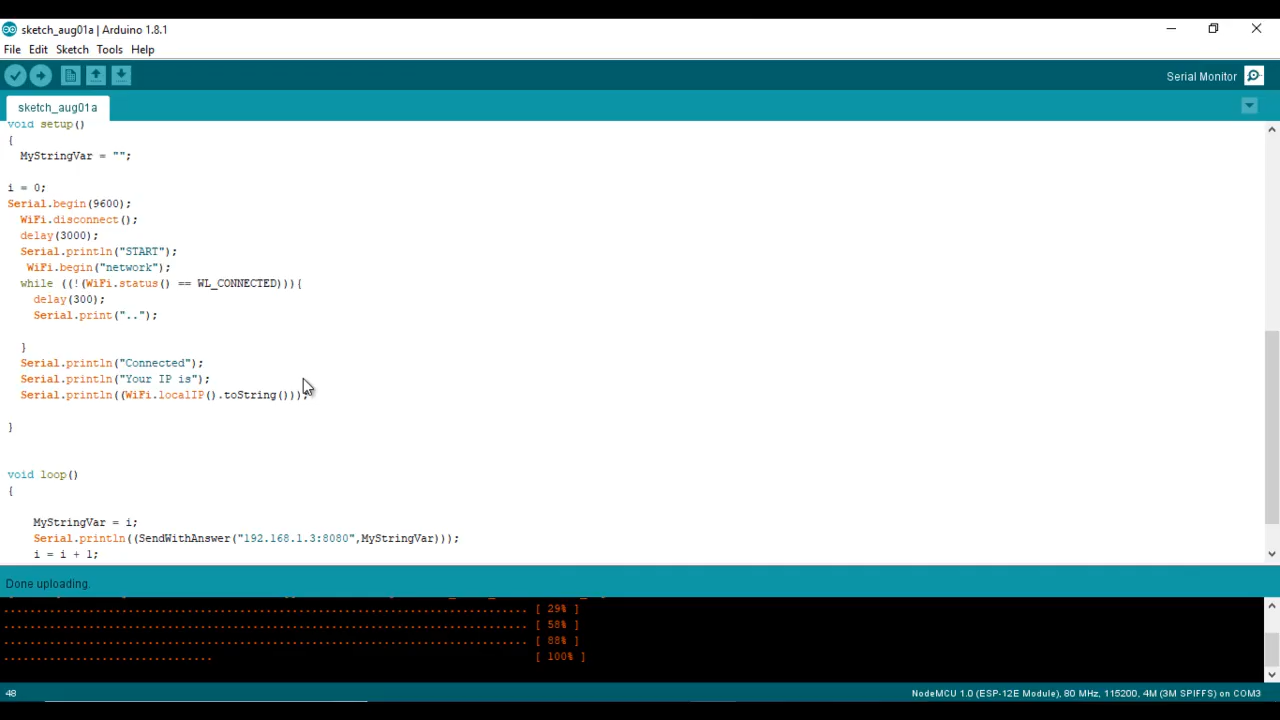 sketch_aug01a | Arduino 1.8.1
File Edit Sketch Tools Help
Serial Monitor
sketch_aug01a
void setup()
{
MyStringVar = "";
i = 0;
Serial.begin(9600);
WiFi.disconnect();
delay(3000);
Serial.println("START");
WiFi.begin("network");
while ((!(WiFi.status() == WL_CONNECTED))){
delay(300);
Serial.print("..");
}
Serial.println("Connected");
Serial.println("Your IP is");
Serial.println((WiFi.localIP().toString()));
}
void loop()
{
MyStringVar = i;
Serial.println((SendWithAnswer("192.168.1.3:8080",MyStringVar)));
i = i + 1;
Done uploading.
................................................................................ [ 29% ]
................................................................................ [ 58% ]
................................................................................ [ 88% ]
................................ [ 100% ]
48
NodeMCU 1.0 (ESP-12E Module), 80 MHz, 115200, 4M (3M SPIFFS) on COM3